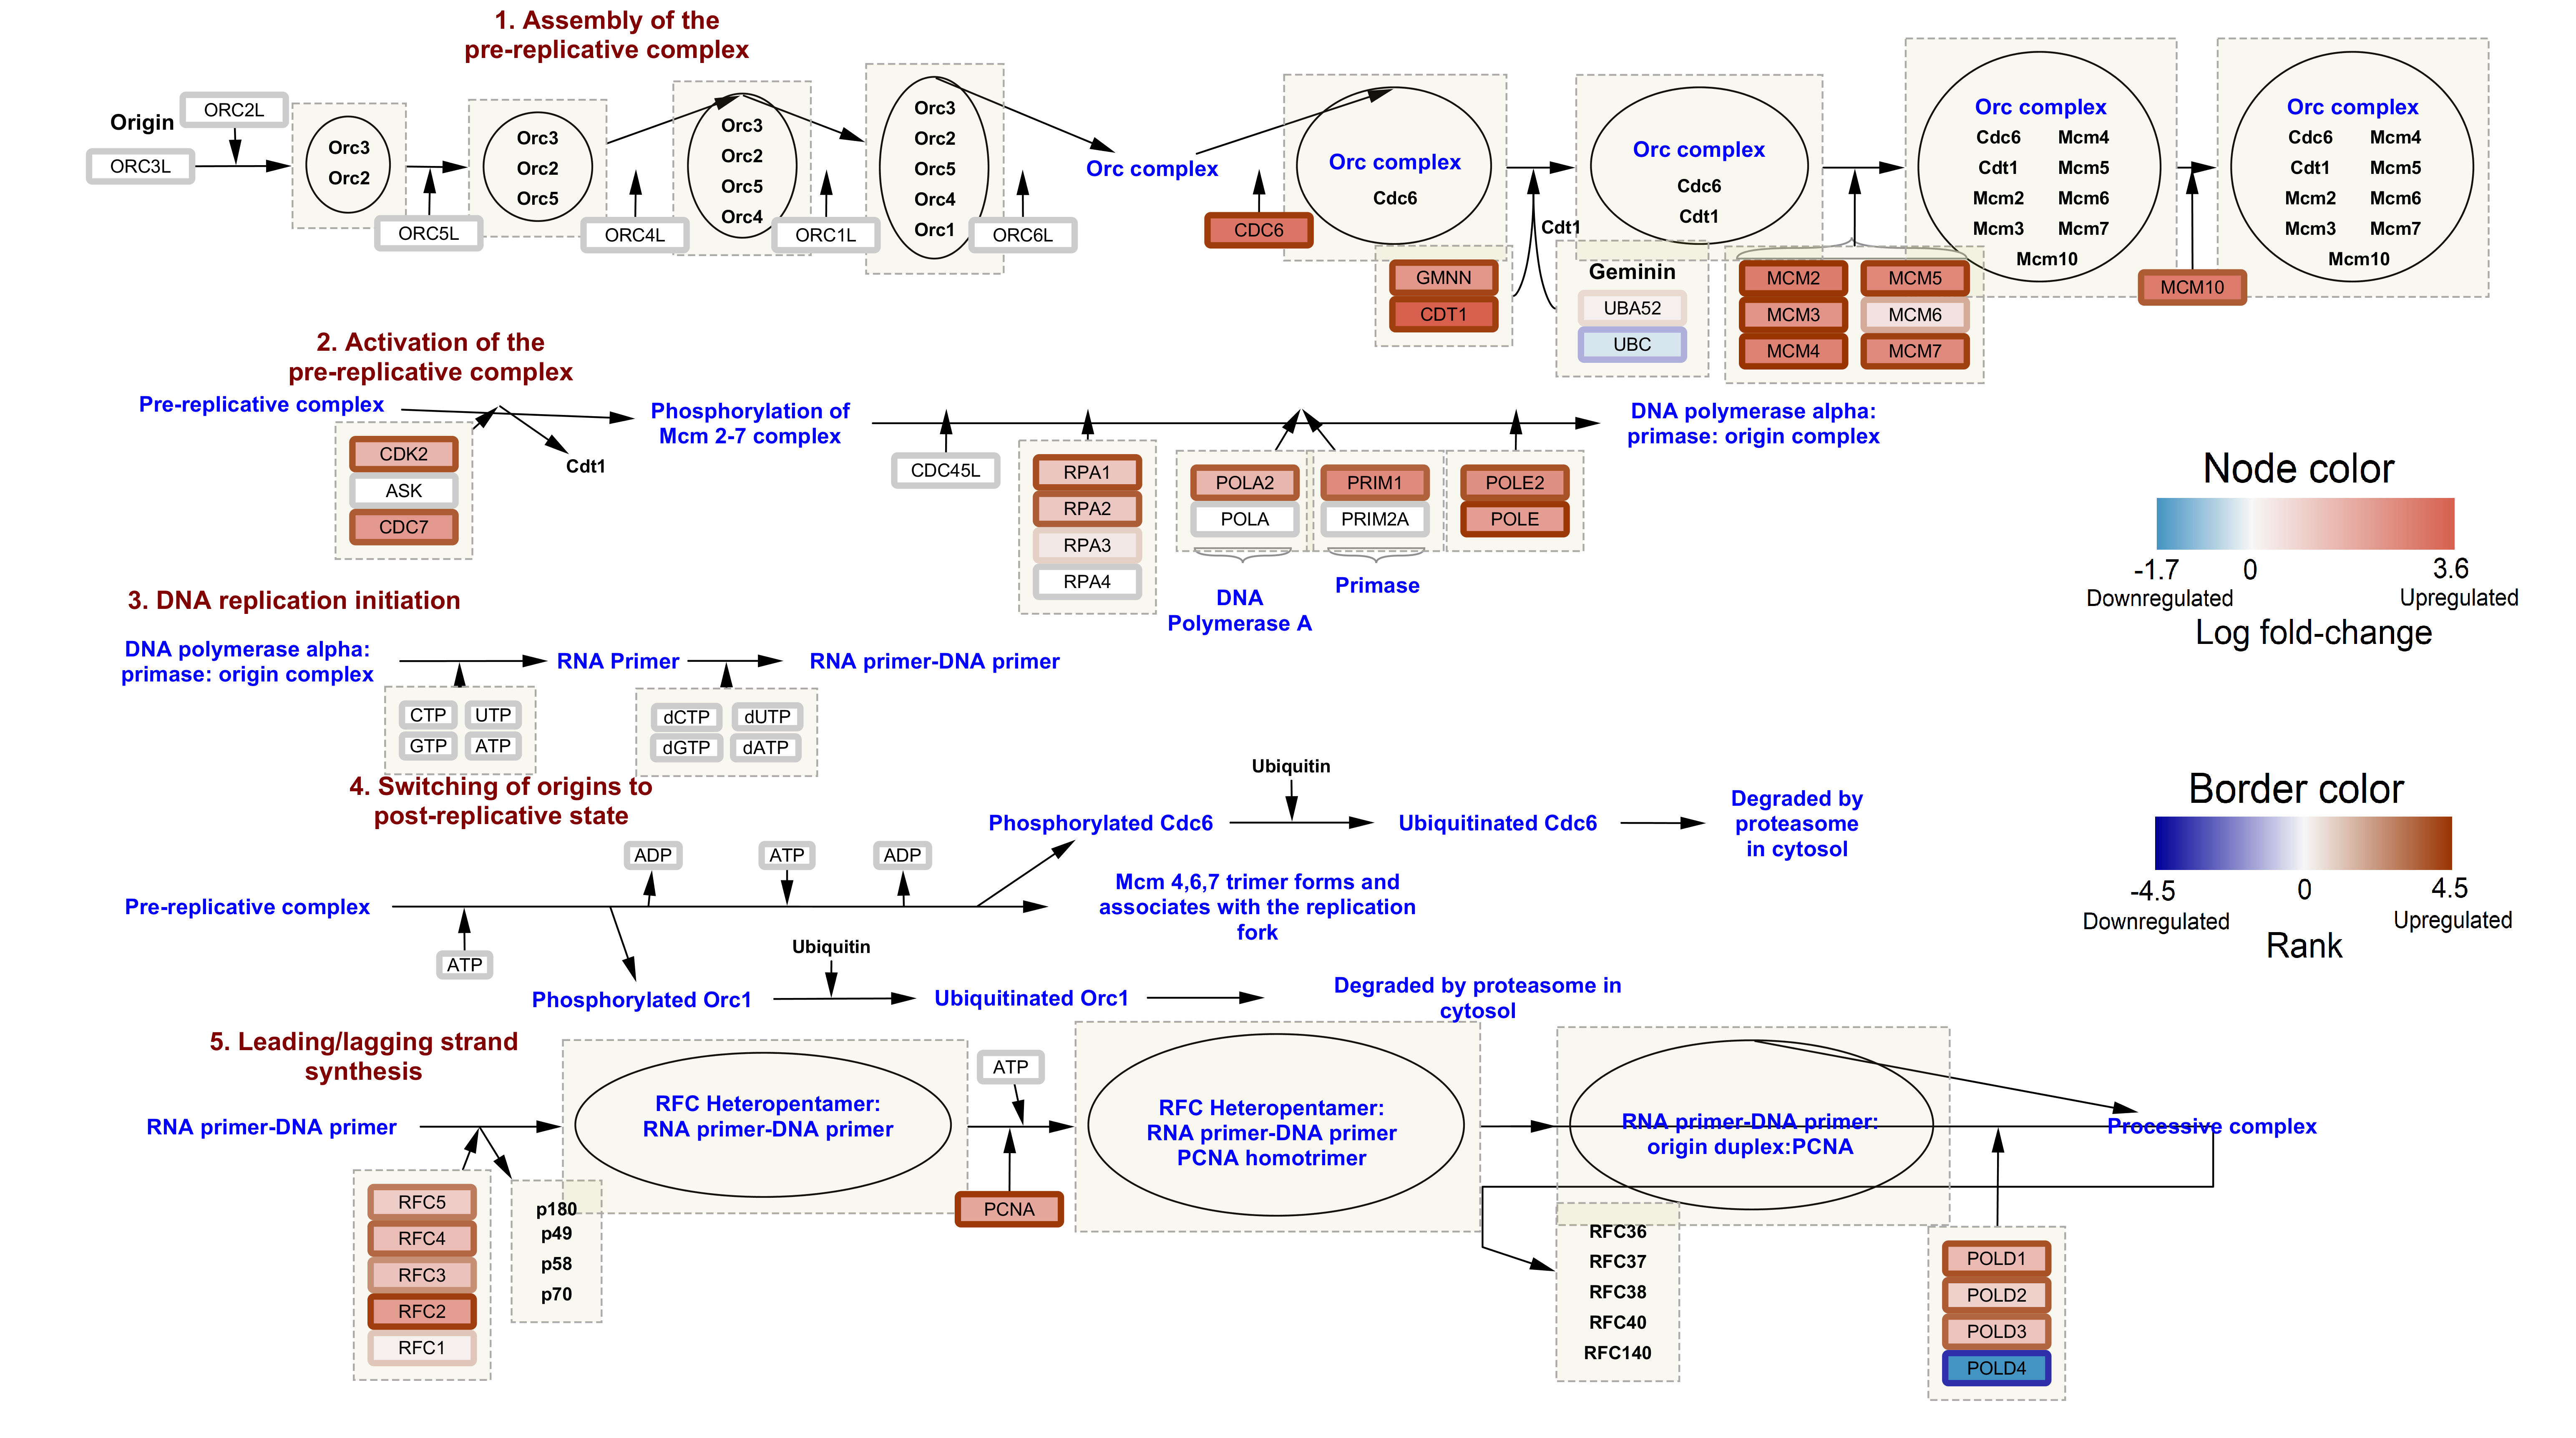 1. Assembly of the
pre-replicative complex
Origin
ORC2L
ORC3L
Orc3
Orc2
ORC5L
Orc3
Orc2
Orc5
ORC4L
Orc3
Orc2
Orc5
Orc4
ORC1L
Orc3
Orc2
Orc5
Orc4
Orc1
ORC6L
Orc complex
CDC6
Orc complex
Cdc6
GMNN
CDT1
Cdt1
Orc complex
Cdc6
Cdt1
Geminin
UBA52
UBC
MCM2 MCM5
MCM3 MCM6
MCM4 MCM7
Orc complex
Cdc6 Mcm4
Cdt1 Mcm5
Mcm2 Mcm6
Mcm3 Mcm7
Mcm10
MCM10
Orc complex
Cdc6 Mcm4
Cdt1 Mcm5
Mcm2 Mcm6
Mcm3 Mcm7
Mcm10
2. Activation of the
pre-replicative complex
Pre-replicative complex
CDK2
ASK
CDC7
Cdt1
Phosphorylation of
Mcm 2-7 complex
CDC45L
RPA1
RPA2
RPA3
RPA4
POLA2
POLA
DNA
Polymerase A
PRIM1
PRIM2A
Primase
POLE2
POLE
DNA polymerase alpha:
primase: origin complex
Node color
-1.7 0 3.6
Downregulated Upregulated
Log fold-change
3. DNA replication initiation
DNA polymerase alpha:
primase: origin complex
CTP UTP
GTP ATP
RNA Primer
dCTP dUTP
dGTP dATP
RNA primer-DNA primer
4. Switching of origins to
post-replicative state
Pre-replicative complex
ATP
ADP
ATP
ADP
Phosphorylated Cdc6
Ubiquitin
Ubiquitinated Cdc6
Degraded by
proteasome
in cytosol
Mcm 4,6,7 trimer forms and
associates with the replication
fork
Phosphorylated Orc1
Ubiquitin
Ubiquitinated Orc1
Degraded by proteasome in
cytosol
Border color
-4.5 0 4.5
Downregulated Upregulated
Rank
5. Leading/lagging strand
synthesis
RNA primer-DNA primer
RFC5
RFC4
RFC3
RFC2
RFC1
p180
p49
p58
p70
RFC Heteropentamer:
RNA primer-DNA primer
ATP
PCNA
RFC Heteropentamer:
RNA primer-DNA primer
PCNA homotrimer
RNA primer-DNA primer:
origin duplex:PCNA
RFC36
RFC37
RFC38
RFC40
RFC140
Processive complex
POLD1
POLD2
POLD3
POLD4